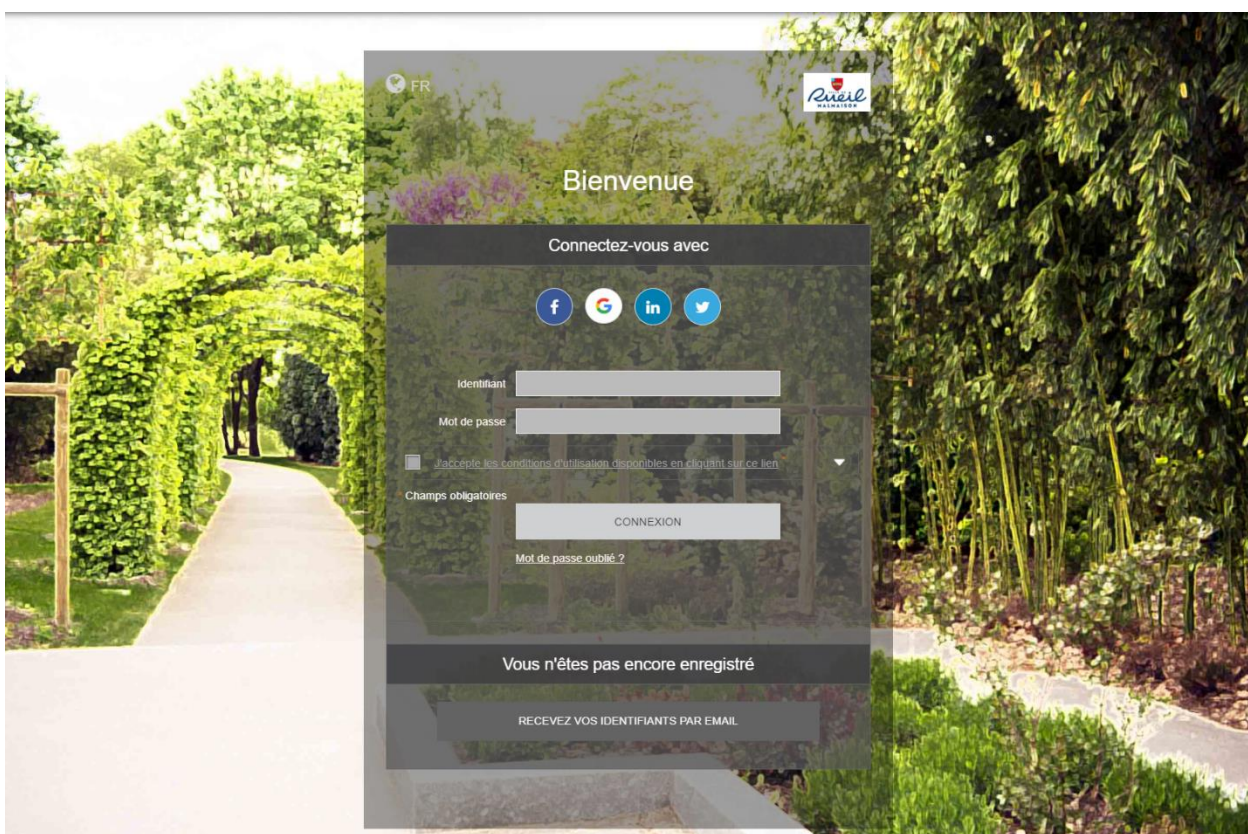 FR
Rueil
MALMAISON
Bienvenue
Connectez-vous avec
f
G
in
Identifiant
Mot de passe
J'accepte les conditions d'utilisation disponibles en cliquant sur ce lien
Champs obligatoires
CONNEXION
Mot de passe oublié ?
Vous n'êtes pas encore enregistré
RECEVEZ VOS IDENTIFIANTS PAR EMAIL